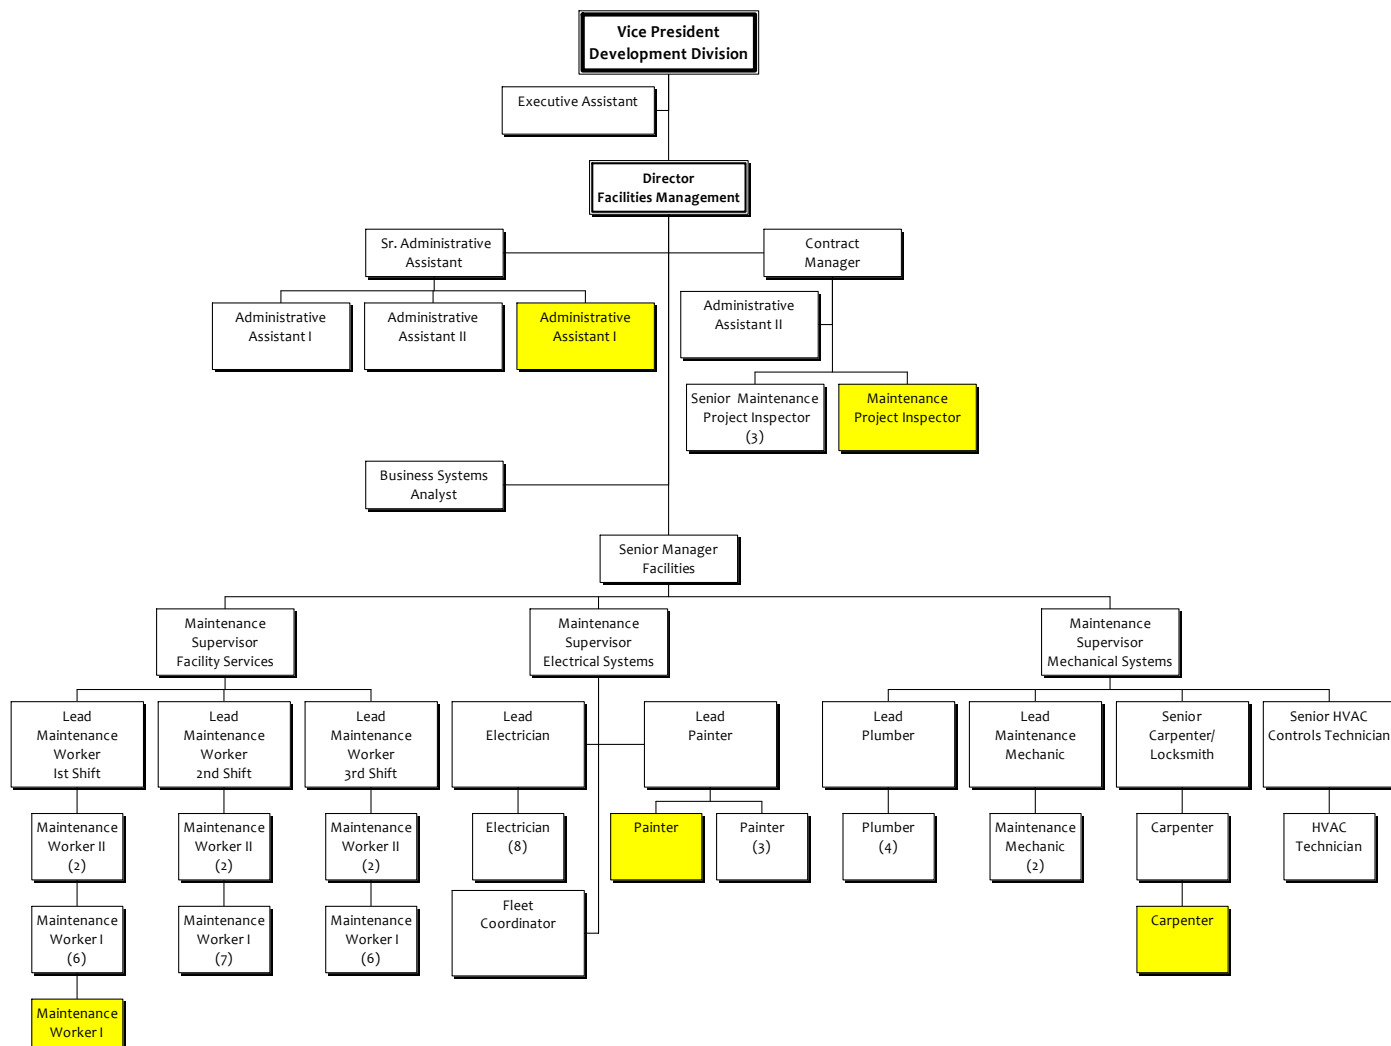 Vice President
Development Division
Executive Assistant
Director
Facilities Management
Sr. Administrative
Assistant
Contract
Manager
Administrative
Assistant I
Administrative
Assistant II
Administrative
Assistant I
Administrative
Assistant II
Senior Maintenance
Project Inspector
(3)
Maintenance
Project Inspector
Business Systems
Analyst
Senior Manager
Facilities
Maintenance
Supervisor
Facility Services
Maintenance
Supervisor
Electrical Systems
Maintenance
Supervisor
Mechanical Systems
Lead
Maintenance
Worker
1st Shift
Lead
Maintenance
Worker
2nd Shift
Lead
Maintenance
Worker
3rd Shift
Lead
Electrician
Lead
Painter
Lead
Plumber
Lead
Maintenance
Mechanic
Senior
Carpenter/
Locksmith
Senior HVAC
Controls Technician
Maintenance
Worker II
(2)
Maintenance
Worker II
(2)
Maintenance
Worker II
(2)
Electrician
(8)
Painter
Painter
(3)
Plumber
(4)
Maintenance
Mechanic
(2)
Carpenter
HVAC
Technician
Maintenance
Worker I
(6)
Maintenance
Worker I
(7)
Maintenance
Worker I
(6)
Fleet
Coordinator
Carpenter
Maintenance
Worker I